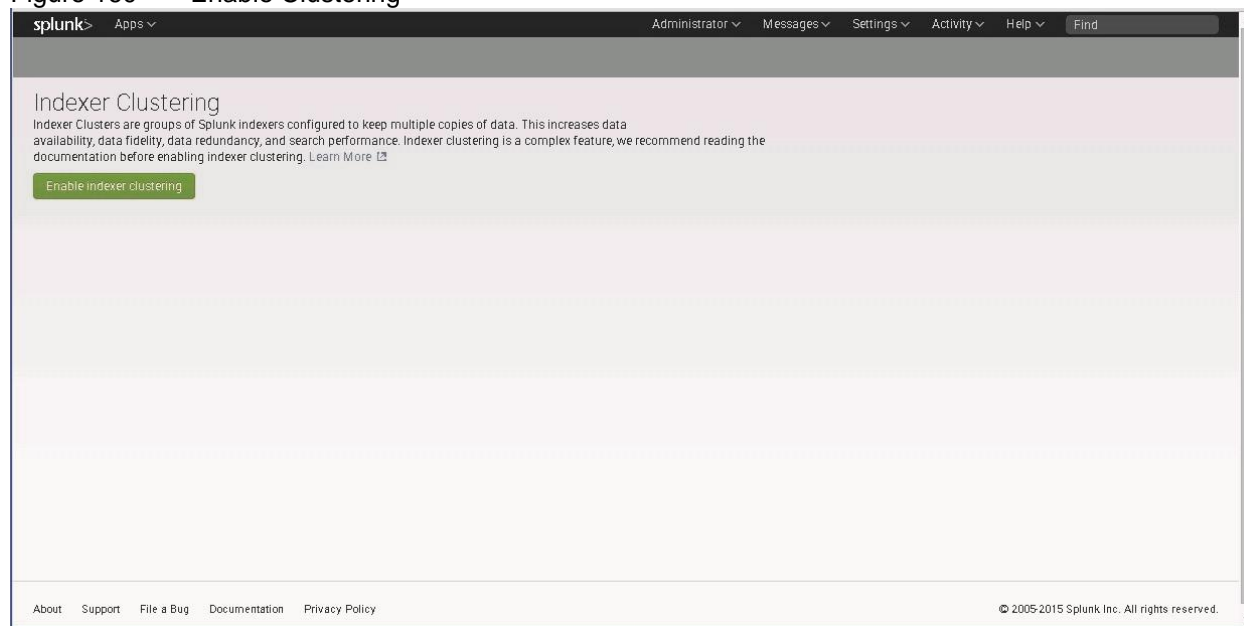 Enable Clustering
splunk> Apps Administrator Messages Settings Activity Help Find
Indexer Clustering
Indexer Clusters are groups of Splunk indexers configured to keep multiple copies of data. This increases data
availability, data fidelity, data redundancy, and search performance. Indexer clustering is a complex feature, we recommend reading the
documentation before enabling indexer clustering. Learn More
Enable indexer clustering
About Support File a Bug Documentation Privacy Policy © 2005-2015 Splunk Inc. All rights reserved.